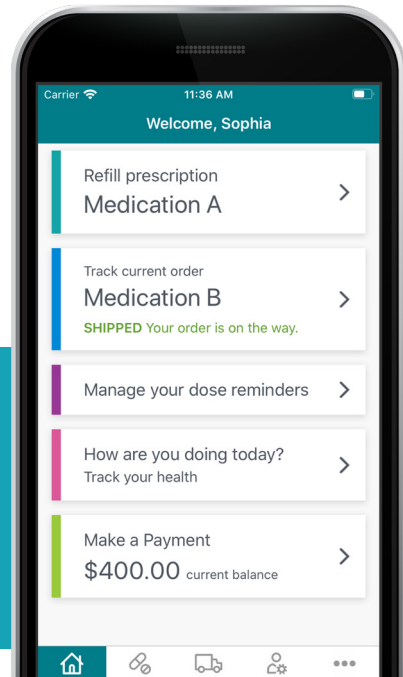 Carrier 11:36 AM
Welcome, Sophia
Refill prescription
Medication A
Track current order
Medication B
SHIPPED Your order is on the way.
Manage your dose reminders
How are you doing today?
Track your health
Make a Payment
$400.00 current balance